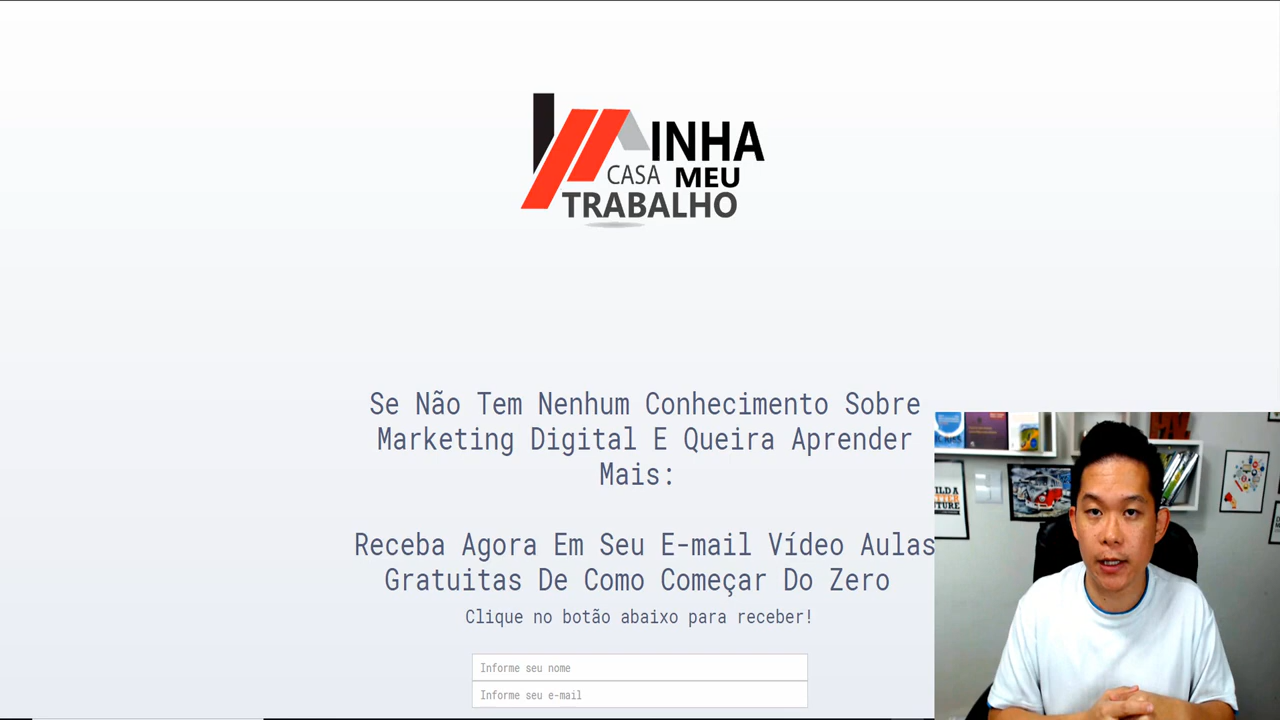 INHA
CASA MEU
TRABALHO
Se Não Tem Nenhum Conhecimento Sobre
Marketing Digital E Queira Aprender
Mais:
Receba Agora Em Seu E-mail Vídeo Aulas
Gratuitas De Como Começar Do Zero
Clique no botão abaixo para receber!
Informe seu nome
Informe seu e-mail